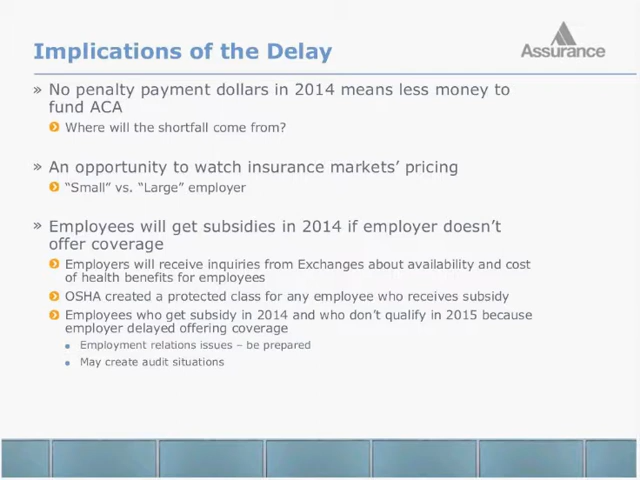 Implications of the Delay
Assurance
» No penalty payment dollars in 2014 means less money to
fund ACA
Where will the shortfall come from?
» An opportunity to watch insurance markets’ pricing
“Small” vs. “Large” employer
» Employees will get subsidies in 2014 if employer doesn’t
offer coverage
Employers will receive inquiries from Exchanges about availability and cost
of health benefits for employees
OSHA created a protected class for any employee who receives subsidy
Employees who get subsidy in 2014 and who don’t qualify in 2015 because
employer delayed offering coverage
• Employment relations issues – be prepared
• May create audit situations